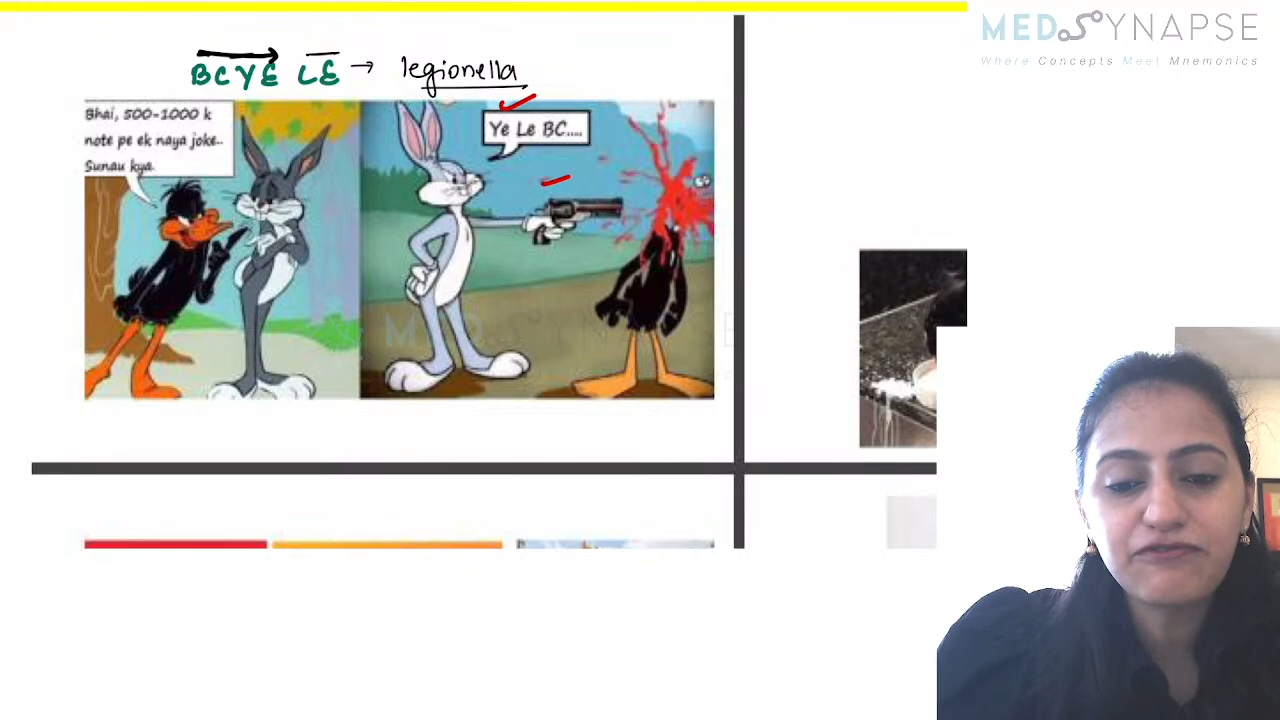 MEDSYNAPSE
Where Concepts Meet Mnemonics
BCYE LE → legionella
Bhai, 500-1000 k
note pe ek naya joke..
Sunau kya.
Ye Le BC....